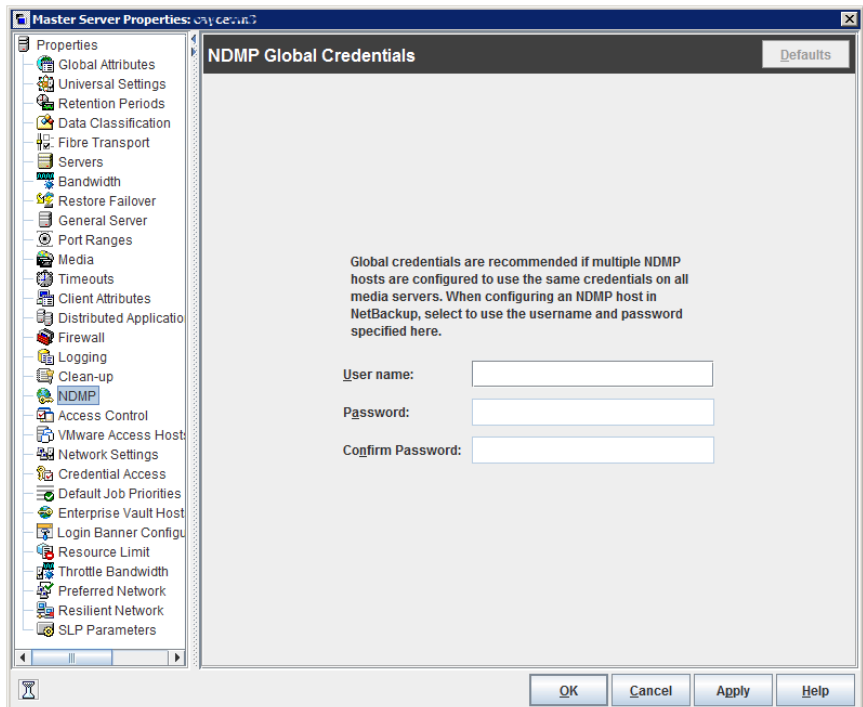 Master Server Properties:
Properties
Global Attributes
Universal Settings
Retention Periods
Data Classification
Fibre Transport
Servers
Bandwidth
Restore Failover
General Server
Port Ranges
Media
Timeouts
Client Attributes
Distributed Applicatio
Firewall
Logging
Clean-up
NDMP
Access Control
VMware Access Hosts
Network Settings
Credential Access
Default Job Priorities
Enterprise Vault Host
Login Banner Configu
Resource Limit
Throttle Bandwidth
Preferred Network
Resilient Network
SLP Parameters
NDMP Global Credentials
Defaults
Global credentials are recommended if multiple NDMP
hosts are configured to use the same credentials on all
media servers. When configuring an NDMP host in
NetBackup, select to use the username and password
specified here.
User name:
Password:
Confirm Password:
OK
Cancel
Apply
Help